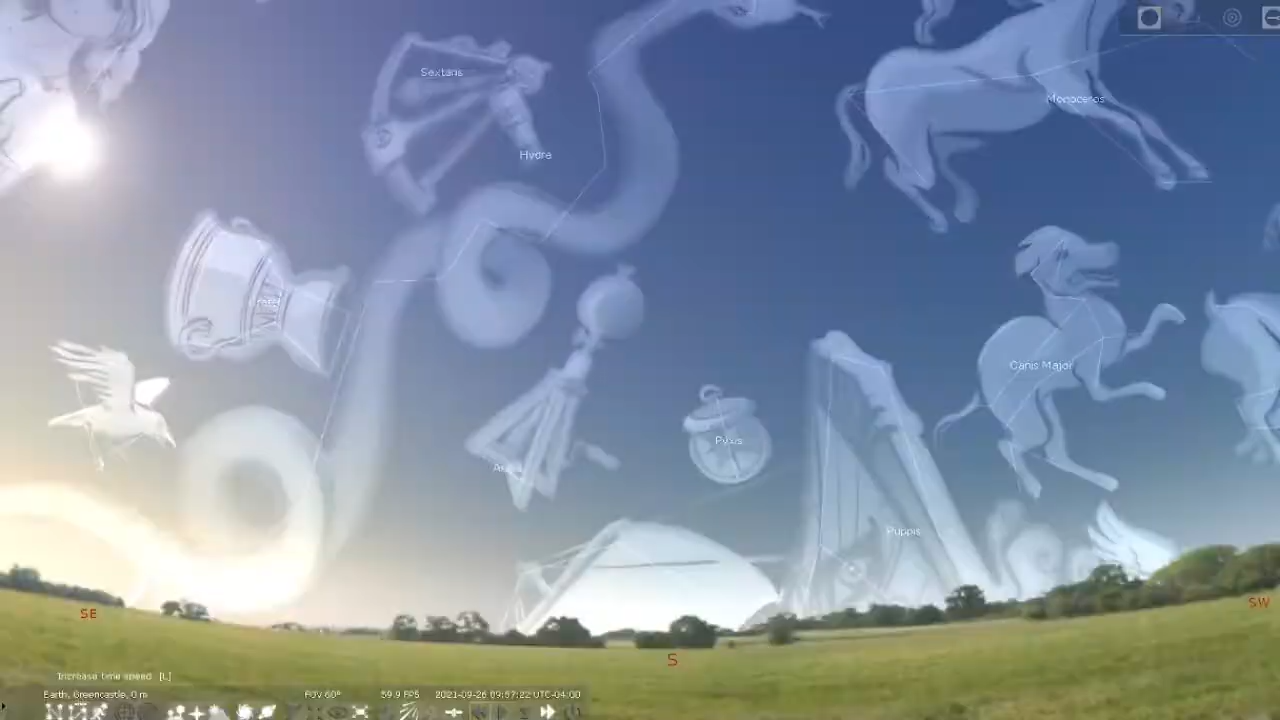 Sextans
Monoceros
Hydra
Crater
Canis Major
Pyxis
Puppis
SE
SW
S
Increase time speed [L]
Earth, Greencastle, 0 m
FOV 60°
59.9 FPS
2021-09-26 09:57:22 UTC-04:00